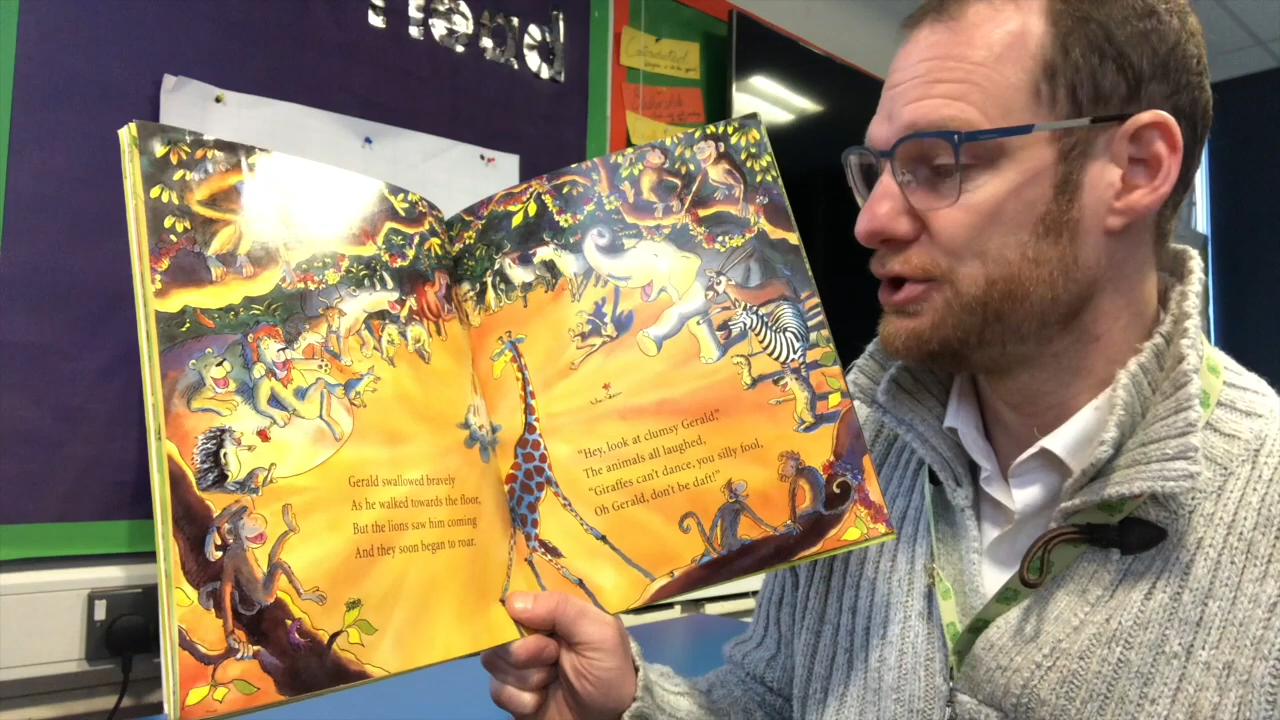 Read
Gerald swallowed bravely
As he walked towards the floor,
But the lions saw him coming
And they soon began to roar.
"Hey, look at clumsy Gerald,"
The animals all laughed,
"Giraffes can't dance, you silly fool,
Oh Gerald, don't be daft!"